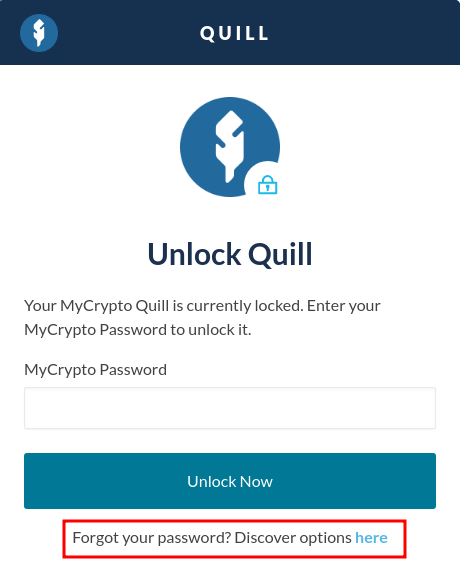 QUILL
Unlock Quill
Your MyCrypto Quill is currently locked. Enter your
MyCrypto Password to unlock it.
MyCrypto Password
Unlock Now
Forgot your password? Discover options here